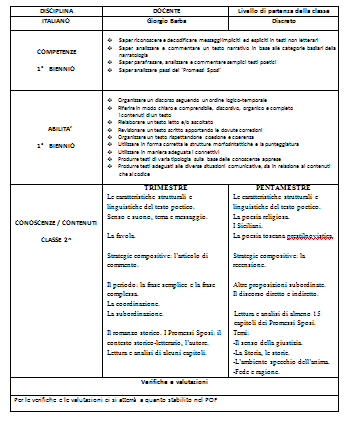 DISCIPLINA
DOCENTE
Livello di partenza della classe
ITALIANO
Giorgio Barba
Discreto
COMPETENZE
1° BIENNIO
Saper riconoscere e decodificare messaggi impliciti ed espliciti in testi non letterari
Saper analizzare e commentare un testo narrativo in base alle categorie basilari della
narratologia
Saper parafrasare, analizzare e commentare semplici testi poetici
Saper analizzare passi dei "Promessi Sposi"
ABILITA'
1° BIENNIO
Organizzare un discorso seguendo un ordine logico-temporale
Riferire in modo chiaro e comprensibile, discorsivo, organico e completo
i contenuti di un testo
Rielaborare un testo letto e/o ascoltato
Revisionare un testo scritto apportando le dovute correzioni
Organizzare un testo rispettandone coesione e coerenza
Utilizzare in forma corretta le strutture morfosintattiche e la punteggiatura
Utilizzare in maniera adeguata i connettivi
Produrre testi di varia tipologia sulla base delle conoscenze apprese
Produrre testi adeguati alle diverse situazioni comunicative, sia in relazione ai contenuti
che al codice
CONOSCENZE / CONTENUTI
CLASSE 2^
TRIMESTRE
Le caratteristiche strutturali e
linguistiche del testo poetico.
Senso e suono, tema e messaggio.
La favola.
Strategie compositive: l'articolo di
commento.
Il periodo: la frase semplice e la frase
complessa.
La coordinazione.
La subordinazione.
Il romanzo storico. I Promessi Sposi: il
contesto storico-letterario, l'autore.
Lettura e analisi di alcuni capitoli.
PENTAMESTRE
Le caratteristiche strutturali e
linguistiche del testo poetico.
La poesia religiosa.
I Siciliani.
La poesia toscana prestilnovistica.
Strategie compositive: la
recensione.
Altre proposizioni subordinate.
Il discorso diretto e indiretto.
Lettura e analisi di almeno 15
capitoli dei Promessi Sposi.
Temi:
-Il senso della giustizia.
-La Storia, le storie.
-L'ambiente specchio dell'anima.
-Fede e ragione.
Verifiche e valutazioni
Per le verifiche e le valutazioni ci si atterrà a quanto stabilito nel POF